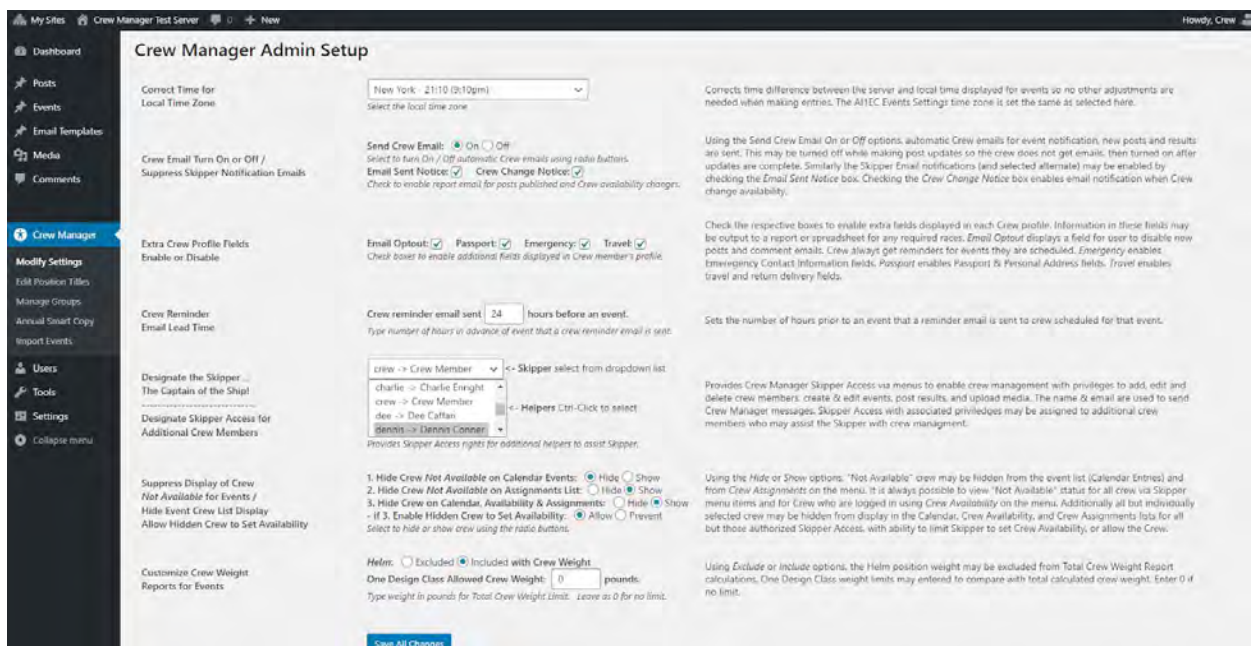 My Sites Crew Manager Test Server 0 New Howdy, Crew
Dashboard
Posts
Events
Email Templates
Media
Comments
Crew Manager
Modify Settings
Edit Position Titles
Manage Groups
Annual Smart Copy
Import Events
Users
Tools
Settings
Collapse menu
Crew Manager Admin Setup
Correct Time for
Local Time Zone
New York - 21:10 (9:10pm)
Select the local time zone
Corrects time difference between the server and local time displayed for events so no other adjustments are
needed when making entries. The AI1EC Events Settings time zone is set the same as selected here.
Crew Email Turn On or Off /
Suppress Skipper Notification Emails
Send Crew Email: On Off
Select to turn On / Off automatic Crew emails using radio buttons.
Email Sent Notice: Crew Change Notice:
Check to enable report email for posts published and Crew availability changes.
Using the Send Crew Email On or Off options, automatic Crew emails for event notification, new posts and results
are sent. This may be turned off while making post updates so the crew does not get emails, then turned on after
updates are complete. Similarly the Skipper Email notifications (and selected alternate) may be enabled by
checking the Email Sent Notice box. Checking the Crew Change Notice box enables email notification when Crew
change availability.
Extra Crew Profile Fields
Enable or Disable
Email Optout: Passport: Emergency: Travel:
Check boxes to enable additional fields displayed in Crew member's profile.
Check the respective boxes to enable extra fields displayed in each Crew profile. Information in these fields may
be output to a report or spreadsheet for any required races. Email Optout displays a field for user to disable new
posts and comment emails. Crew always get reminders for events they are scheduled. Emergency enables
Emeregency Contact Information fields. Passport enables Passport & Personal Address fields. Travel enables
travel and return delivery fields.
Crew Reminder
Email Lead Time
Crew reminder email sent 24 hours before an event.
Type number of hours in advance of event that a crew reminder email is sent.
Sets the number of hours prior to an event that a reminder email is sent to crew scheduled for that event.
Designate the Skipper ...
The Captain of the Ship!
----------------------------
Designate Skipper Access for
Additional Crew Members
crew -> Crew Member <- Skipper select from dropdown list
charlie -> Charlie Enright
crew -> Crew Member
dee -> Dee Caffari
dennis -> Dennis Conner
<- Helpers Ctrl-Click to select
Provides Skipper Access rights for additional helpers to assist Skipper.
Provides Crew Manager Skipper Access via menus to enable crew management with privileges to add, edit and
delete crew members, create & edit events, post results, and upload media. The name & email are used to send
Crew Manager messages. Skipper Access with associated priviledges may be assigned to additional crew
members who may assist the Skipper with crew managment.
Suppress Display of Crew
Not Available for Events /
Hide Event Crew List Display
Allow Hidden Crew to Set Availability
1. Hide Crew Not Available on Calendar Events: Hide Show
2. Hide Crew Not Available on Assignments List: Hide Show
3. Hide Crew on Calendar, Availability & Assignments: Hide Show
- if 3. Enable Hidden Crew to Set Availability: Allow Prevent
Select to hide or show crew using the radio buttons.
Using the Hide or Show options, "Not Available" crew may be hidden from the event list (Calendar Entries) and
from Crew Assignments on the menu. It is always possible to view "Not Available" status for all crew via Skipper
menu items and for Crew who are logged in using Crew Availability on the menu. Additionally all but individually
selected crew may be hidden from display in the Calendar, Crew Availability, and Crew Assignments lists for all
but those authorized Skipper Access, with ability to limit Skipper to set Crew Availability, or allow the Crew.
Customize Crew Weight
Reports for Events
Helm: Excluded Included with Crew Weight
One Design Class Allowed Crew Weight: 0 pounds.
Type weight in pounds for Total Crew Weight Limit. Leave as 0 for no limit.
Using Exclude or Include options, the Helm position weight may be excluded from Total Crew Weight Report
calculations. One Design Class weight limits may entered to compare with total calculated crew weight. Enter 0 if
no limit.
Save All Changes